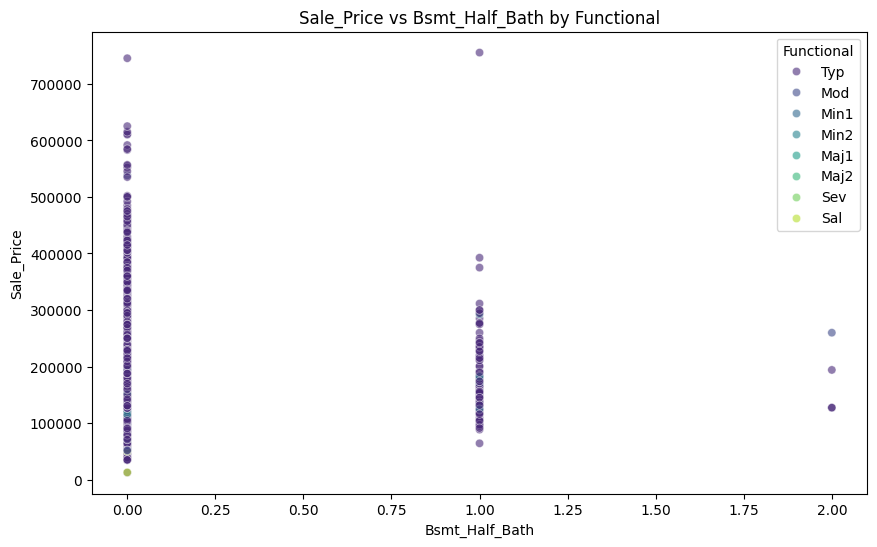 Sale_Price vs Bsmt_Half_Bath by Functional
Functional
Typ
Mod
Min1
Min2
Maj1
Maj2
Sev
Sal
Sale_Price
700000
600000
500000
400000
300000
200000
100000
0
0.00 0.25 0.50 0.75 1.00 1.25 1.50 1.75 2.00
Bsmt_Half_Bath